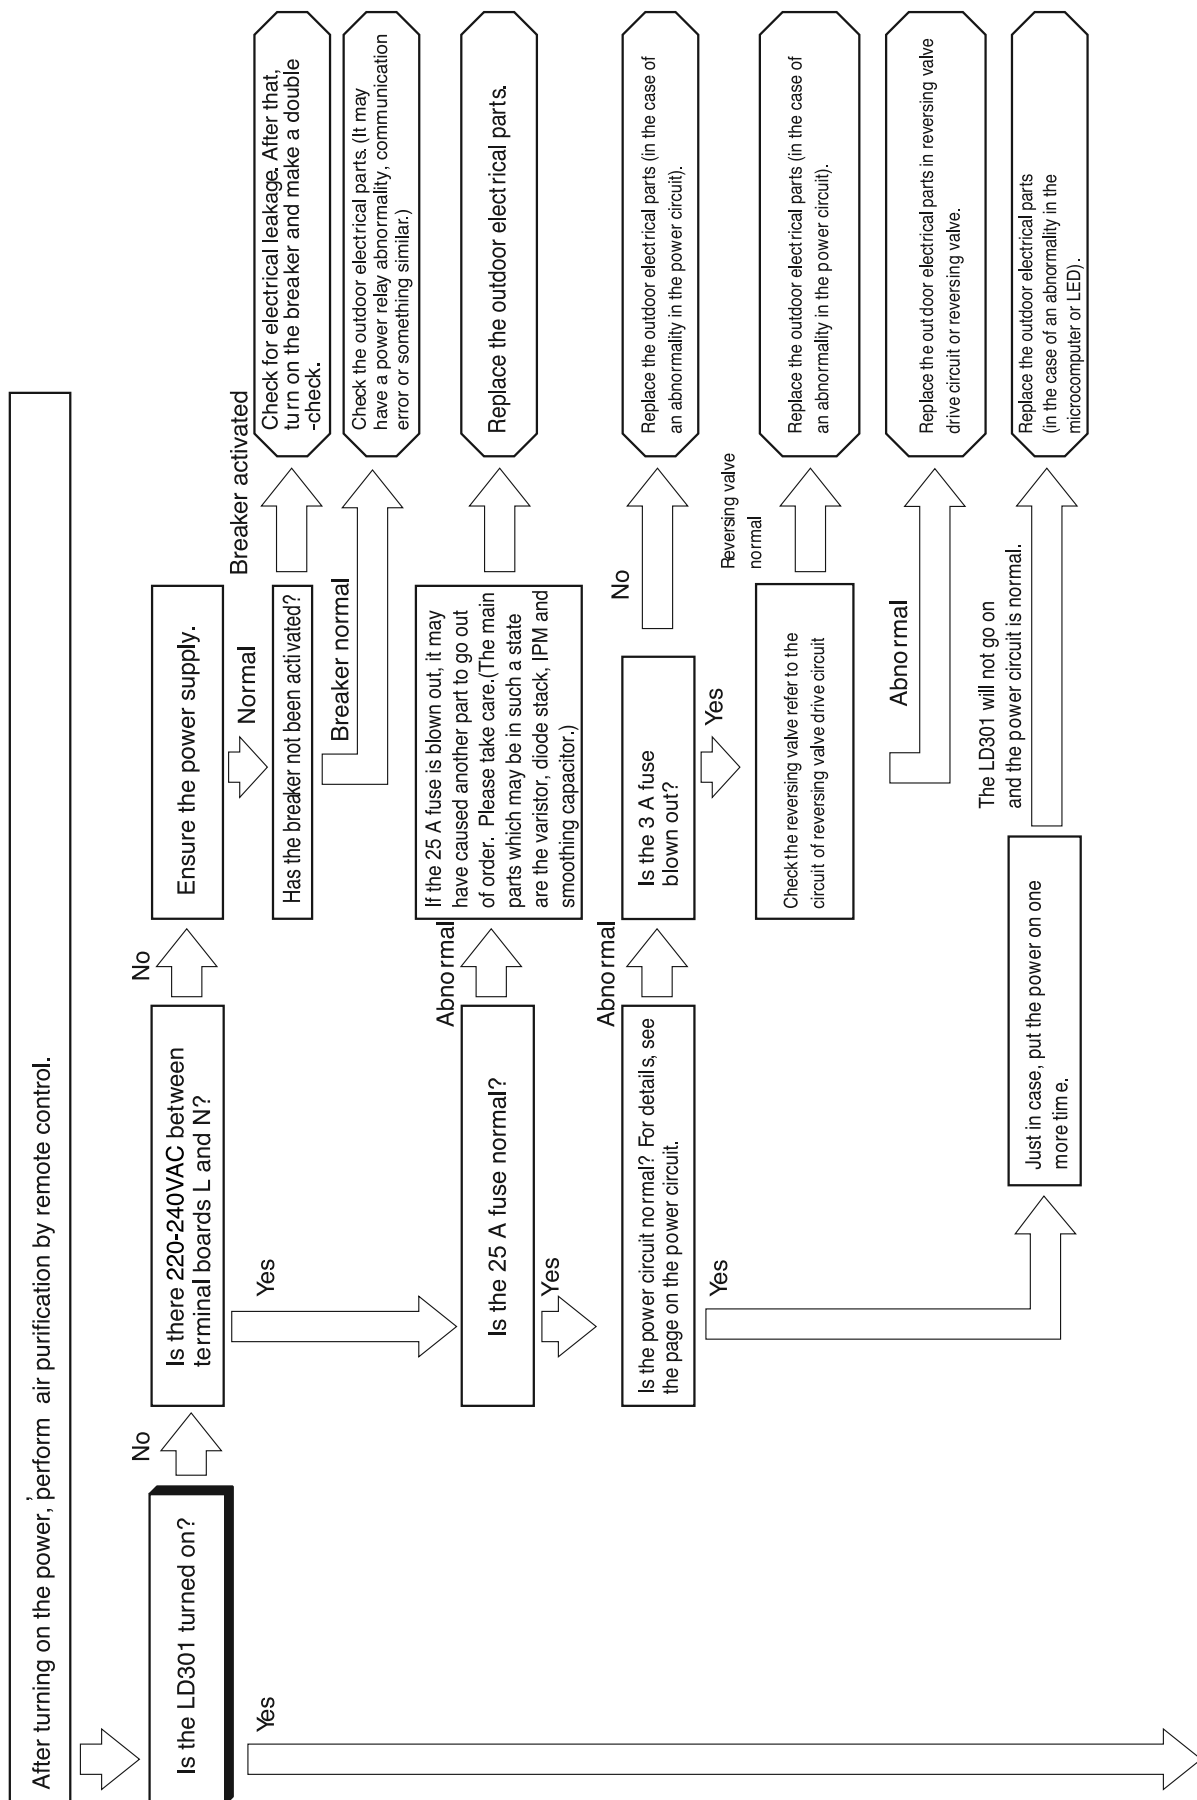 After turning on the power, perform air purification by remote control.
Is the LD301 turned on?
No
Yes
Is there 220-240VAC between
terminal boards L and N?
No
Yes
Ensure the power supply.
Normal
Has the breaker not been activated?
Breaker activated
Check for electrical leakage. After that,
turn on the breaker and make a double
-check.
Breaker normal
Check the outdoor electrical parts. (It may
have a power relay abnormality, communication
error or something similar.)
Is the 25 A fuse normal?
Abnormal
Yes
If the 25 A fuse is blown out, it may
have caused another part to go out
of order. Please take care.(The main
parts which may be in such a state
are the varistor, diode stack, IPM and
smoothing capacitor.)
Replace the outdoor electrical parts.
Is the power circuit normal? For details, see
the page on the power circuit.
Abnormal
Yes
Is the 3 A fuse
blown out?
No
Yes
Replace the outdoor electrical parts (in the case of
an abnormality in the power circuit).
Check the reversing valve refer to the
circuit of reversing valve drive circuit
Reversing valve
normal
Replace the outdoor electrical parts (in the case of
an abnormality in the power circuit).
Abnormal
Replace the outdoor electrical parts in reversing valve
drive circuit or reversing valve.
Just in case, put the power on one
more time.
The LD301 will not go on
and the power circuit is normal.
Replace the outdoor electrical parts
(in the case of an abnormality in the
microcomputer or LED).